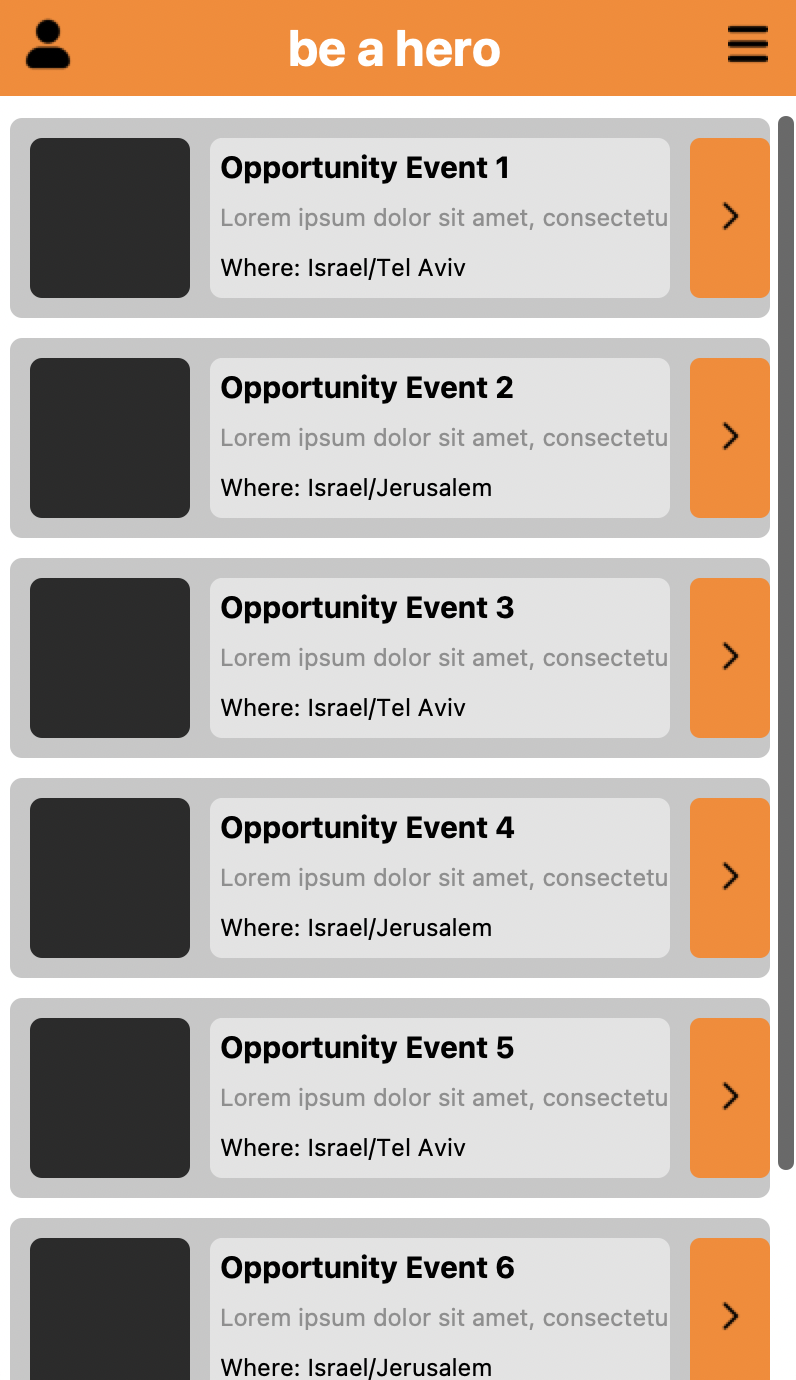 be a hero
Opportunity Event 1
Lorem ipsum dolor sit amet, consectetu
Where: Israel/Tel Aviv
Opportunity Event 2
Lorem ipsum dolor sit amet, consectetu
Where: Israel/Jerusalem
Opportunity Event 3
Lorem ipsum dolor sit amet, consectetu
Where: Israel/Tel Aviv
Opportunity Event 4
Lorem ipsum dolor sit amet, consectetu
Where: Israel/Jerusalem
Opportunity Event 5
Lorem ipsum dolor sit amet, consectetu
Where: Israel/Tel Aviv
Opportunity Event 6
Lorem ipsum dolor sit amet, consectetu
Where: Israel/Jerusalem